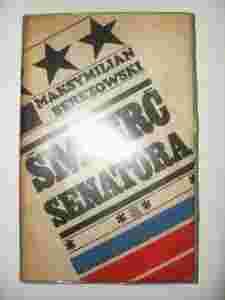 MAKSYMILIAN
BEREZOWSKI
ŚMIERĆ
SENATORA